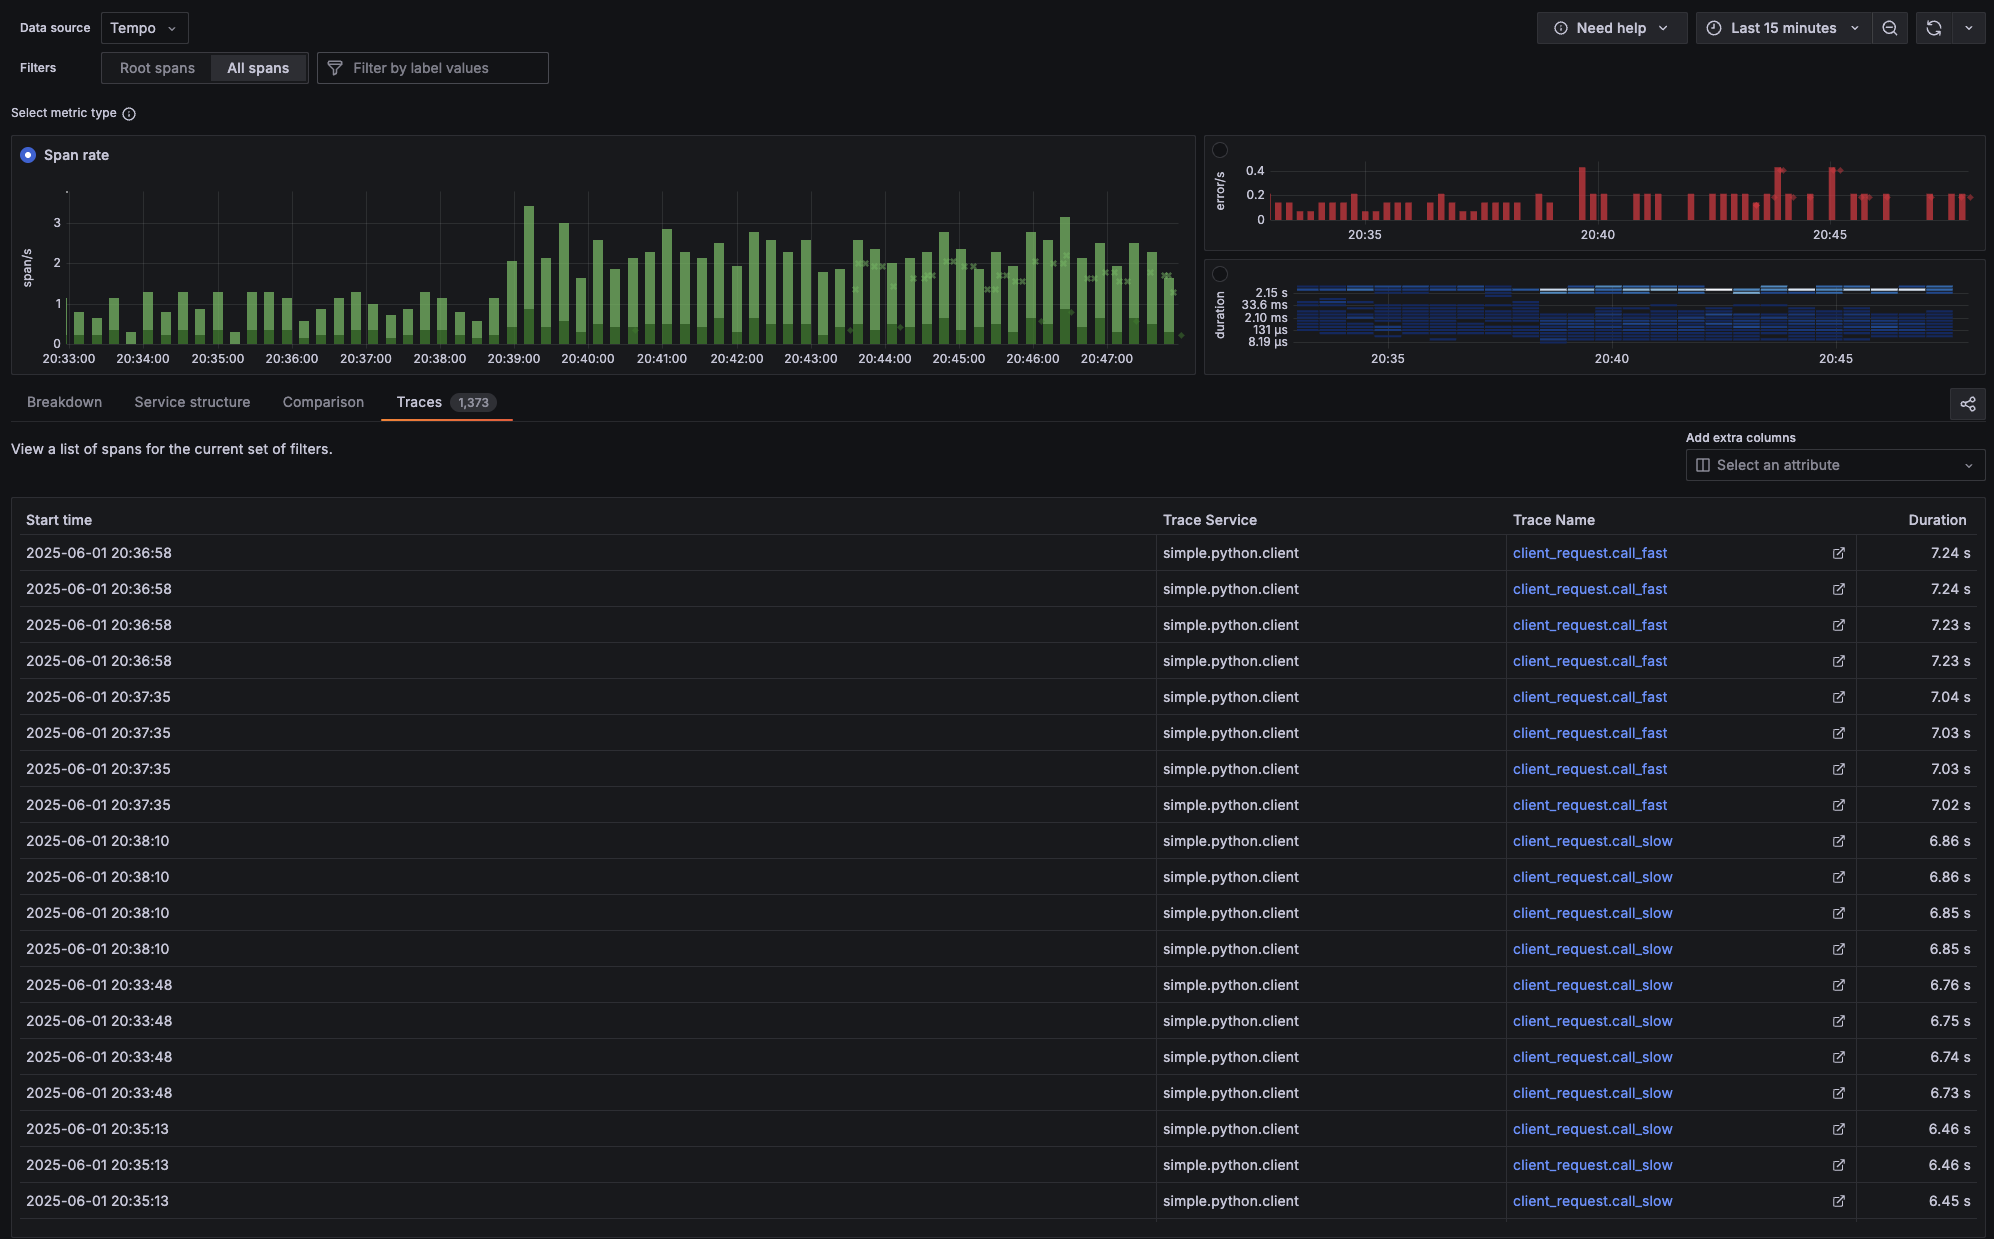 Data source Tempo Need help Last 15 minutes
Filters Root spans All spans Filter by label values
Select metric type
Span rate
span/s
3
2
1
0
20:33:00 20:34:00 20:35:00 20:36:00 20:37:00 20:38:00 20:39:00 20:40:00 20:41:00 20:42:00 20:43:00 20:44:00 20:45:00 20:46:00 20:47:00
error/s
0.4
0.2
0
20:35 20:40 20:45
duration
2.15 s
33.6 ms
2.10 ms
131 µs
8.19 µs
20:35 20:40 20:45
Breakdown Service structure Comparison Traces 1,373
View a list of spans for the current set of filters.
Add extra columns
Select an attribute
Start time Trace Service Trace Name Duration
2025-06-01 20:36:58 simple.python.client client_request.call_fast 7.24 s
2025-06-01 20:36:58 simple.python.client client_request.call_fast 7.24 s
2025-06-01 20:36:58 simple.python.client client_request.call_fast 7.23 s
2025-06-01 20:36:58 simple.python.client client_request.call_fast 7.23 s
2025-06-01 20:37:35 simple.python.client client_request.call_fast 7.04 s
2025-06-01 20:37:35 simple.python.client client_request.call_fast 7.03 s
2025-06-01 20:37:35 simple.python.client client_request.call_fast 7.03 s
2025-06-01 20:37:35 simple.python.client client_request.call_fast 7.02 s
2025-06-01 20:38:10 simple.python.client client_request.call_slow 6.86 s
2025-06-01 20:38:10 simple.python.client client_request.call_slow 6.86 s
2025-06-01 20:38:10 simple.python.client client_request.call_slow 6.85 s
2025-06-01 20:38:10 simple.python.client client_request.call_slow 6.85 s
2025-06-01 20:33:48 simple.python.client client_request.call_slow 6.76 s
2025-06-01 20:33:48 simple.python.client client_request.call_slow 6.75 s
2025-06-01 20:33:48 simple.python.client client_request.call_slow 6.74 s
2025-06-01 20:33:48 simple.python.client client_request.call_slow 6.73 s
2025-06-01 20:35:13 simple.python.client client_request.call_slow 6.46 s
2025-06-01 20:35:13 simple.python.client client_request.call_slow 6.46 s
2025-06-01 20:35:13 simple.python.client client_request.call_slow 6.45 s